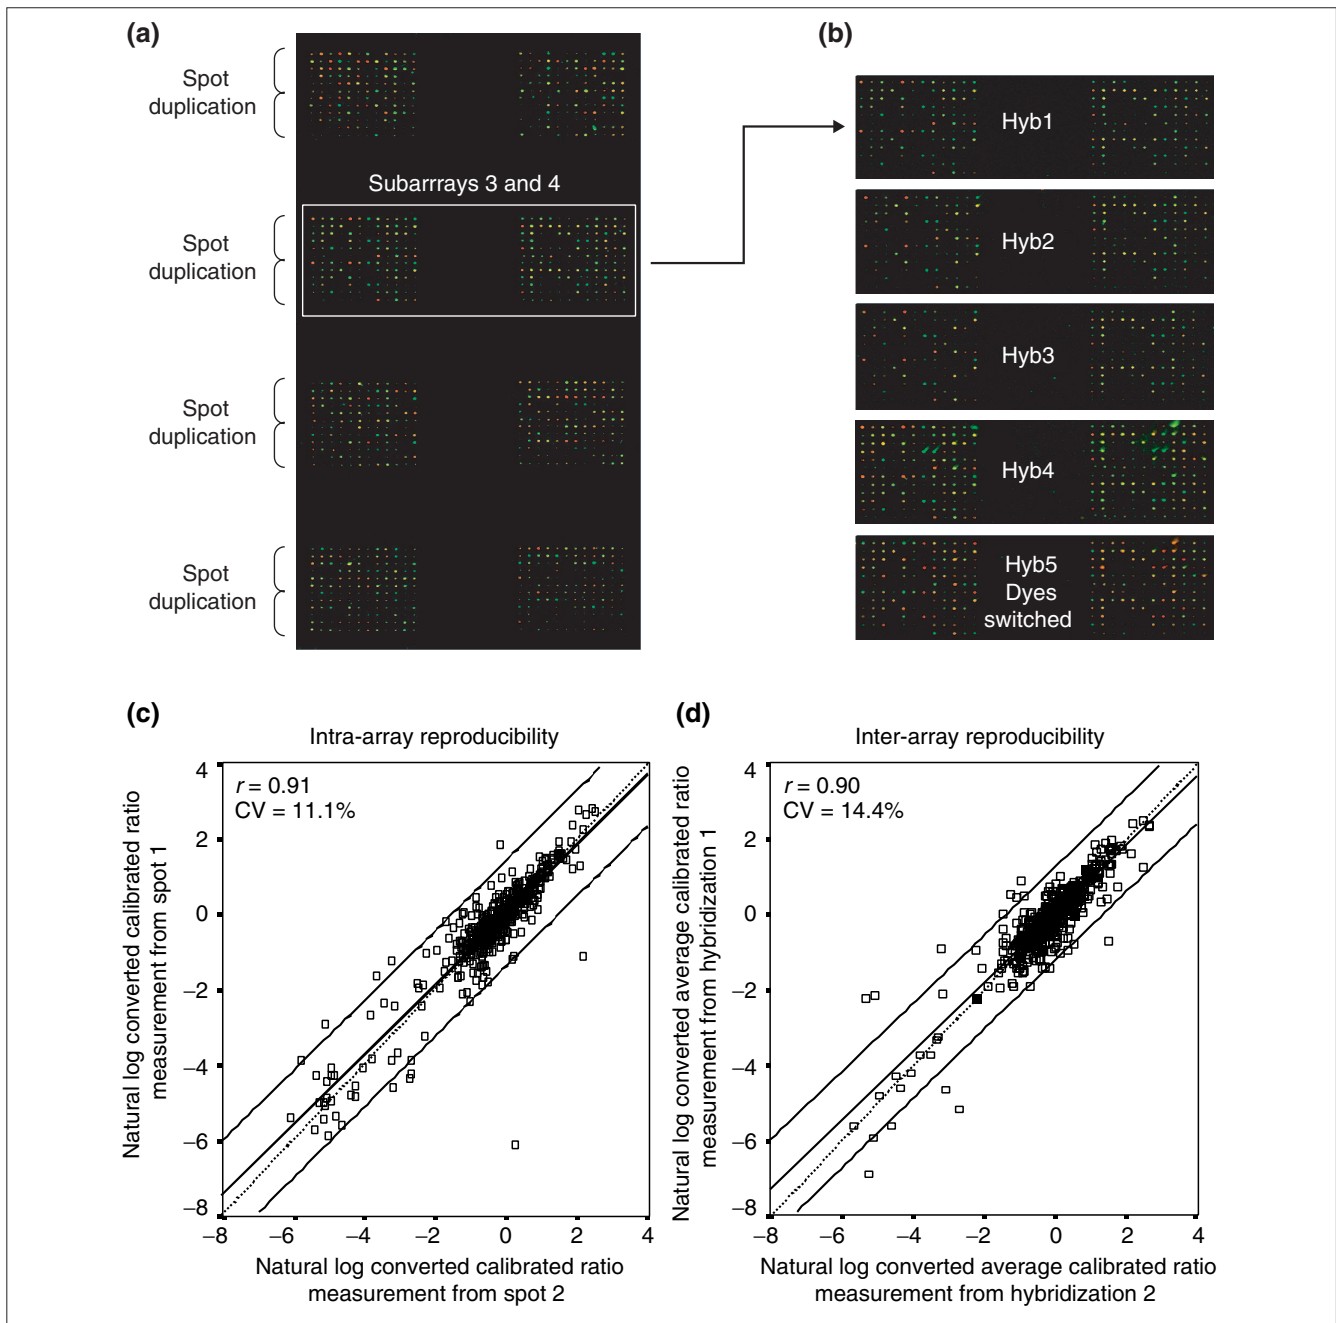 (a)
(b)
Spot
duplication
Subarrrays 3 and 4
Spot
duplication
Spot
duplication
Spot
duplication
Hyb1
Hyb2
Hyb3
Hyb4
Hyb5
Dyes
switched
(c)
Intra-array reproducibility
r = 0.91
CV = 11.1%
4
2
0
−2
−4
−6
−8
Natural log converted calibrated ratio
measurement from spot 1
−8
−6
−4
−2
0
2
4
Natural log converted calibrated ratio
measurement from spot 2
(d)
Inter-array reproducibility
r = 0.90
CV = 14.4%
4
2
0
−2
−4
−6
−8
Natural log converted average calibrated ratio
measurement from hybridization 1
−8
−6
−4
−2
0
2
4
Natural log converted average calibrated ratio
measurement from hybridization 2